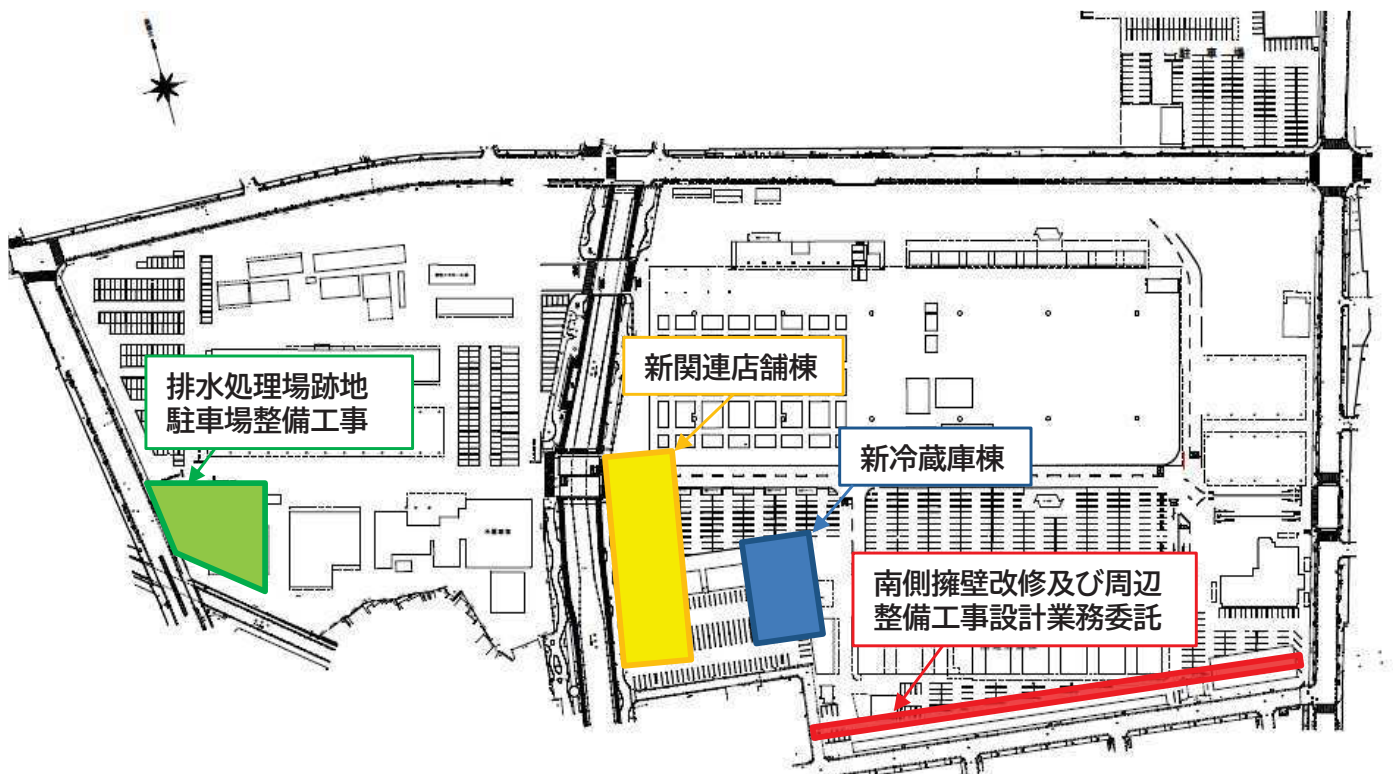 駐車場
新関連店舗棟
排水処理場跡地
駐車場整備工事
新冷蔵庫棟
南側擁壁改修及び周辺
整備工事設計業務委託